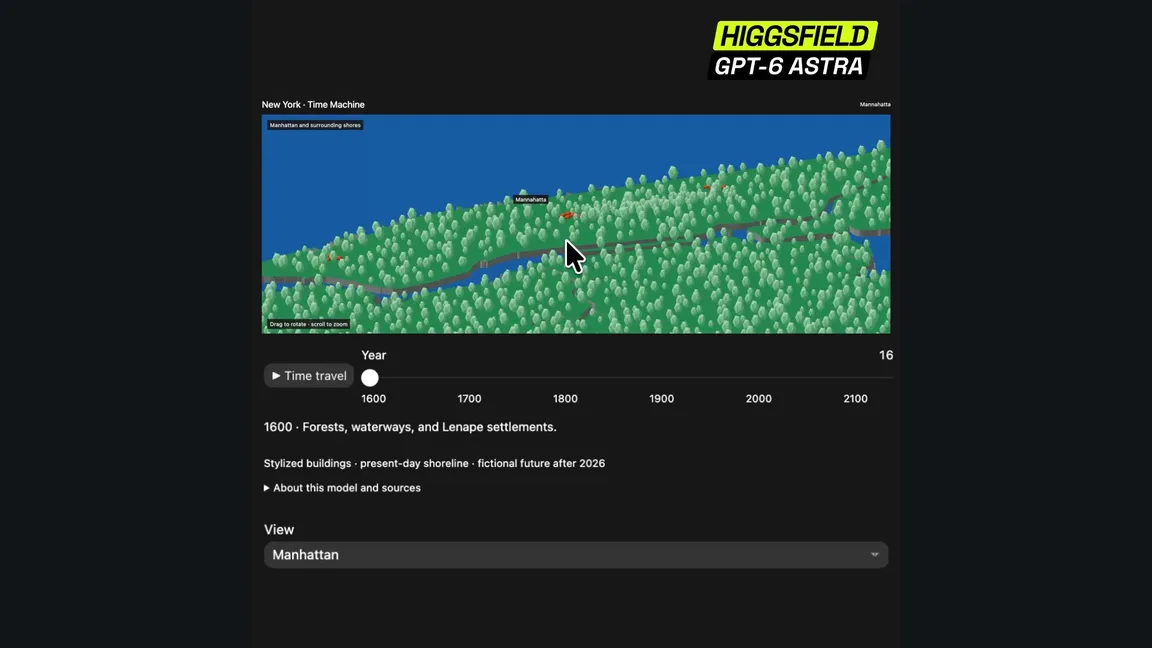 HIGGSFIELD
GPT-6 ASTRA
New York · Time Machine
Mannahatta
Manhattan and surrounding shores
Mannahatta
Drag to rotate · scroll to zoom
Year
16
▶ Time travel
1600 1700 1800 1900 2000 2100
1600 · Forests, waterways, and Lenape settlements.
Stylized buildings · present-day shoreline · fictional future after 2026
▶ About this model and sources
View
Manhattan